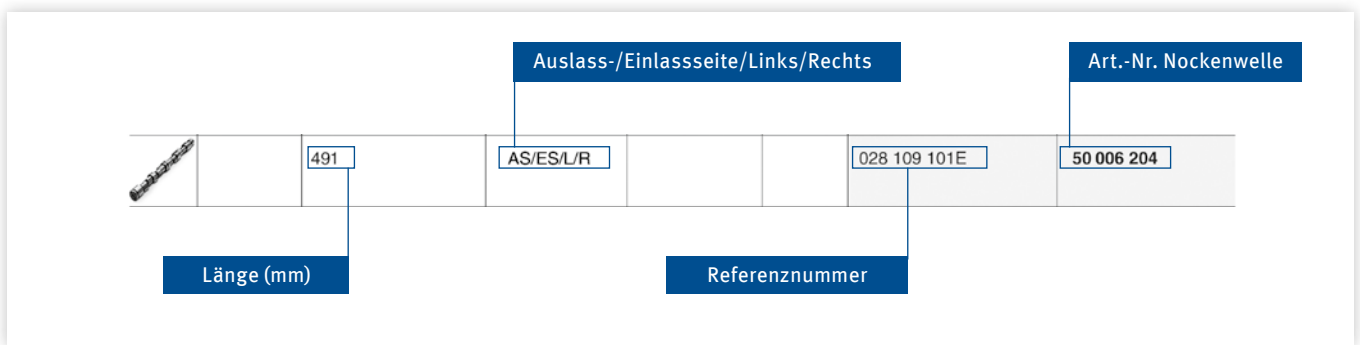 Auslass-/Einlassseite/Links/Rechts
Art.-Nr. Nockenwelle
491
AS/ES/L/R
028 109 101E
50 006 204
Länge (mm)
Referenznummer